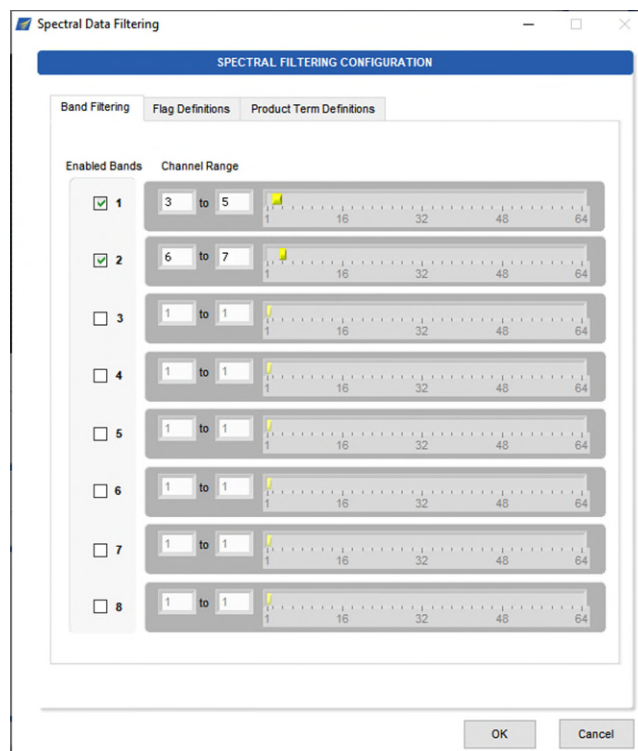 Spectral Data Filtering
SPECTRAL FILTERING CONFIGURATION
Band Filtering Flag Definitions Product Term Definitions
Enabled Bands Channel Range
1 3 to 5
1 16 32 48 64
2 6 to 7
1 16 32 48 64
3 1 to 1
1 16 32 48 64
4 1 to 1
1 16 32 48 64
5 1 to 1
1 16 32 48 64
6 1 to 1
1 16 32 48 64
7 1 to 1
1 16 32 48 64
8 1 to 1
1 16 32 48 64
OK Cancel